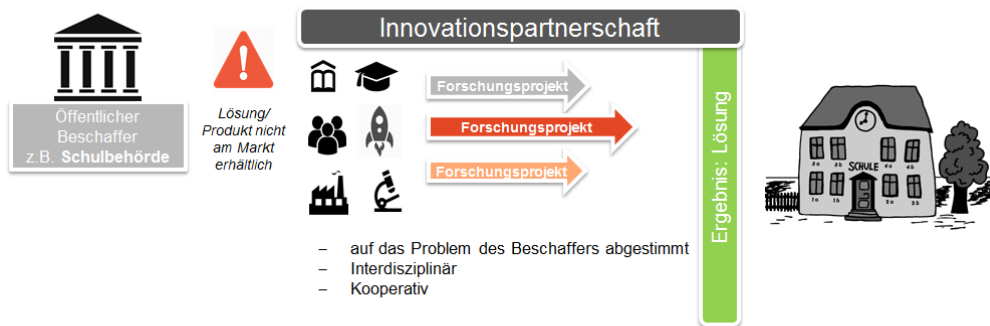 Innovationspartnerschaft
Öffentlicher
Beschaffer
z.B. Schulbehörde
Lösung/
Produkt nicht
am Markt
erhältlich
Forschungsprojekt
Forschungsprojekt
Forschungsprojekt
– auf das Problem des Beschaffers abgestimmt
– Interdisziplinär
– Kooperativ
Ergebnis: Lösung
SCHULE